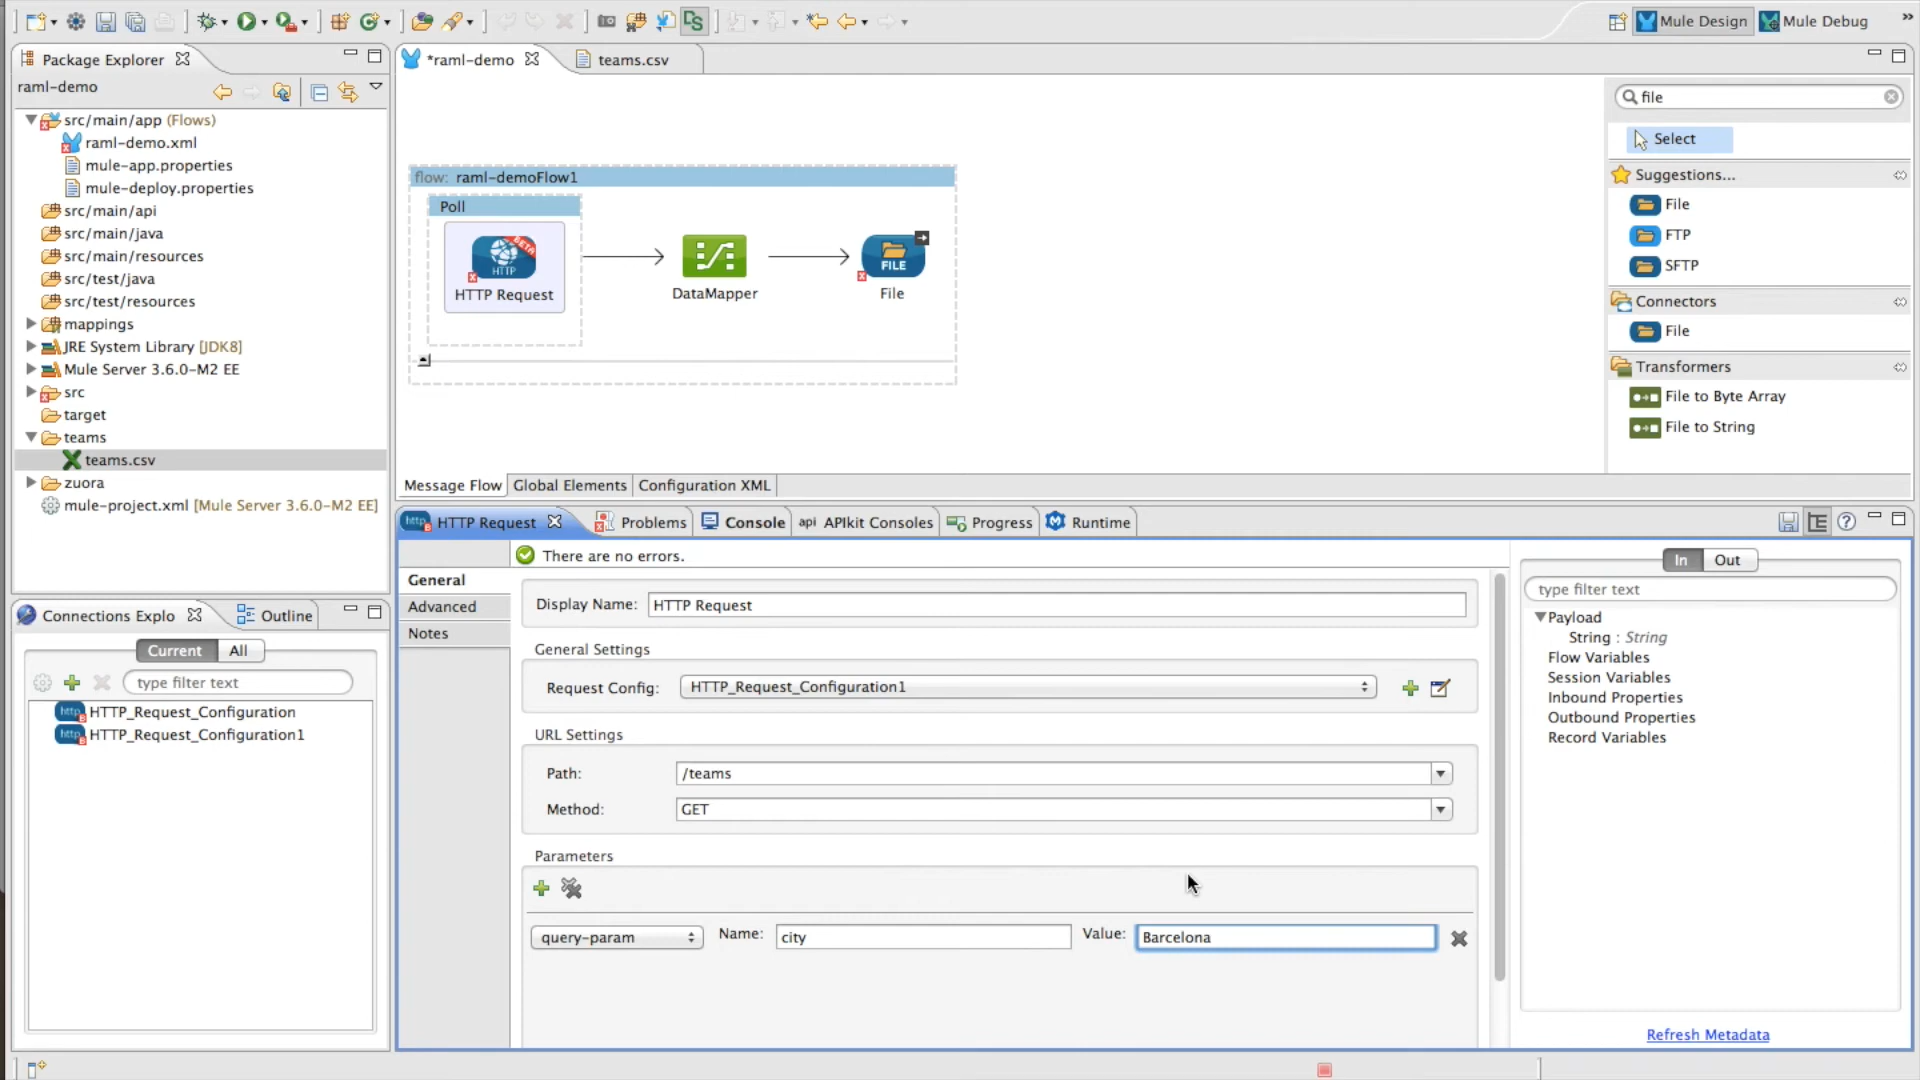 Mule Design
Mule Debug
»
Package Explorer
raml-demo
src/main/app (Flows)
raml-demo.xml
mule-app.properties
mule-deploy.properties
src/main/api
src/main/java
src/main/resources
src/test/java
src/test/resources
mappings
JRE System Library [JDK8]
Mule Server 3.6.0-M2 EE
src
target
teams
teams.csv
zuora
mule-project.xml [Mule Server 3.6.0-M2 EE]
*raml-demo
teams.csv
flow: raml-demoFlow1
Poll
BETA
HTTP
HTTP Request
DataMapper
FILE
File
file
Select
Suggestions...
File
FTP
SFTP
Connectors
File
Transformers
File to Byte Array
File to String
Message Flow
Global Elements
Configuration XML
Connections Explo
Outline
Current
All
type filter text
http HTTP_Request_Configuration
http HTTP_Request_Configuration1
http HTTP Request
Problems
Console
api APIkit Consoles
Progress
Runtime
There are no errors.
General
Advanced
Notes
Display Name: HTTP Request
General Settings
Request Config: HTTP_Request_Configuration1
URL Settings
Path: /teams
Method: GET
Parameters
query-param Name: city Value: Barcelona
In
Out
type filter text
Payload
String : String
Flow Variables
Session Variables
Inbound Properties
Outbound Properties
Record Variables
Refresh Metadata